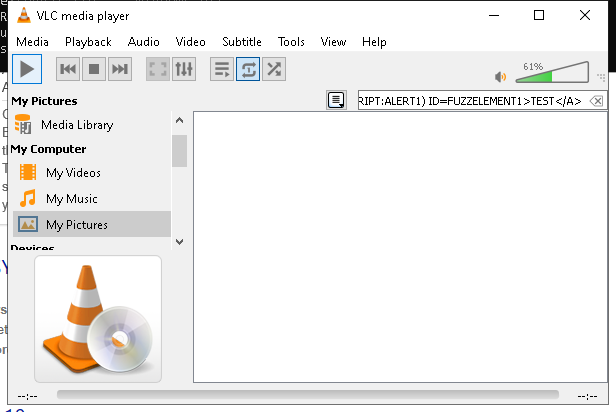 VLC media player
Media Playback Audio Video Subtitle Tools View Help
61%
My Pictures
RIPT:ALERT1) ID=FUZZELEMENT1>TEST</A>
Media Library
My Computer
My Videos
My Music
My Pictures
Devices
--:-- --:--